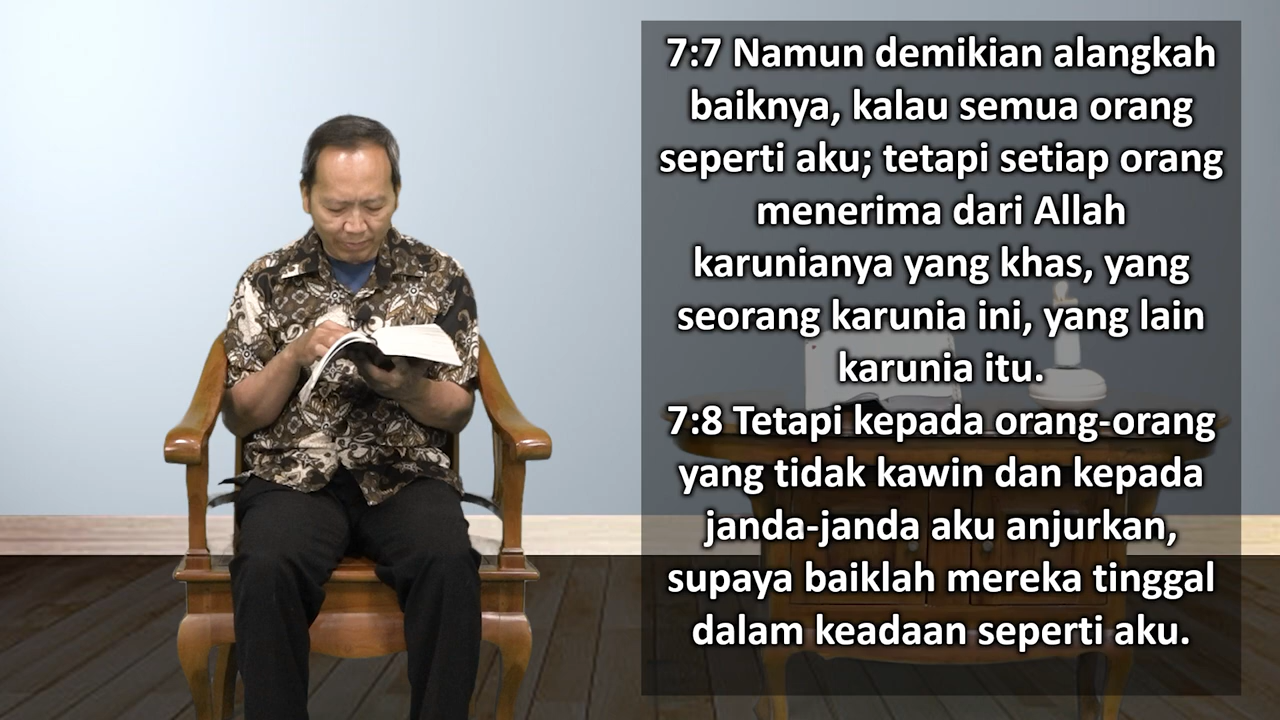 7:7 Namun demikian alangkah
baiknya, kalau semua orang
seperti aku; tetapi setiap orang
menerima dari Allah
karunianya yang khas, yang
seorang karunia ini, yang lain
karunia itu.
7:8 Tetapi kepada orang-orang
yang tidak kawin dan kepada
janda-janda aku anjurkan,
supaya baiklah mereka tinggal
dalam keadaan seperti aku.